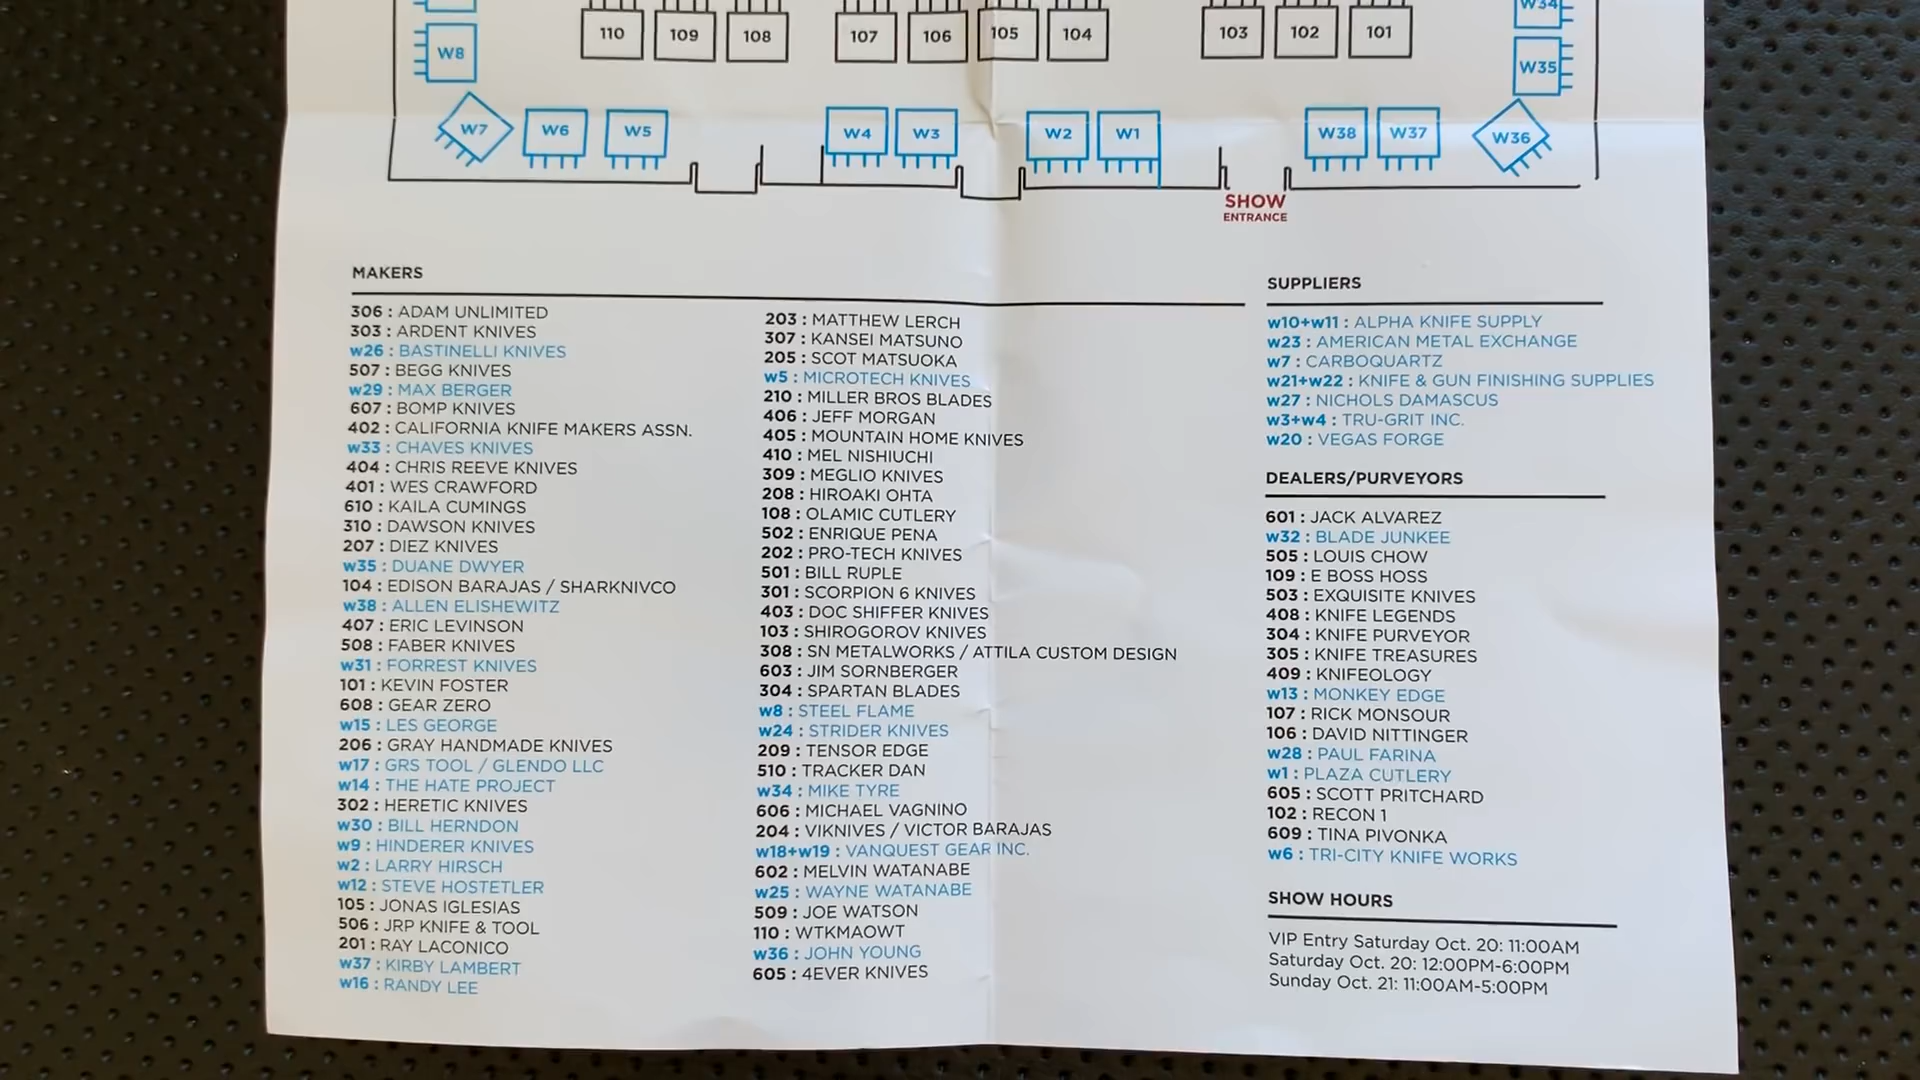 W34
W8
110
109
108
107
106
105
104
103
102
101
W35
W7
W6
W5
W4
W3
W2
W1
W38
W37
W36
SHOW
ENTRANCE
MAKERS
306 : ADAM UNLIMITED
303 : ARDENT KNIVES
w26 : BASTINELLI KNIVES
507 : BEGG KNIVES
w29 : MAX BERGER
607 : BOMP KNIVES
402 : CALIFORNIA KNIFE MAKERS ASSN.
w33 : CHAVES KNIVES
404 : CHRIS REEVE KNIVES
401 : WES CRAWFORD
610 : KAILA CUMINGS
310 : DAWSON KNIVES
207 : DIEZ KNIVES
w35 : DUANE DWYER
104 : EDISON BARAJAS / SHARKNIVCO
w38 : ALLEN ELISHEWITZ
407 : ERIC LEVINSON
508 : FABER KNIVES
w31 : FORREST KNIVES
101 : KEVIN FOSTER
608 : GEAR ZERO
w15 : LES GEORGE
206 : GRAY HANDMADE KNIVES
w17 : GRS TOOL / GLENDO LLC
w14 : THE HATE PROJECT
302 : HERETIC KNIVES
w30 : BILL HERNDON
w9 : HINDERER KNIVES
w2 : LARRY HIRSCH
w12 : STEVE HOSTETLER
105 : JONAS IGLESIAS
506 : JRP KNIFE & TOOL
201 : RAY LACONICO
w37 : KIRBY LAMBERT
w16 : RANDY LEE
203 : MATTHEW LERCH
307 : KANSEI MATSUNO
205 : SCOT MATSUOKA
w5 : MICROTECH KNIVES
210 : MILLER BROS BLADES
406 : JEFF MORGAN
405 : MOUNTAIN HOME KNIVES
410 : MEL NISHIUCHI
309 : MEGLIO KNIVES
208 : HIROAKI OHTA
108 : OLAMIC CUTLERY
502 : ENRIQUE PENA
202 : PRO-TECH KNIVES
501 : BILL RUPLE
301 : SCORPION 6 KNIVES
403 : DOC SHIFFER KNIVES
103 : SHIROGOROV KNIVES
308 : SN METALWORKS / ATTILA CUSTOM DESIGN
603 : JIM SORNBERGER
304 : SPARTAN BLADES
w8 : STEEL FLAME
w24 : STRIDER KNIVES
209 : TENSOR EDGE
510 : TRACKER DAN
w34 : MIKE TYRE
606 : MICHAEL VAGNINO
204 : VIKNIVES / VICTOR BARAJAS
w18+w19 : VANQUEST GEAR INC.
602 : MELVIN WATANABE
w25 : WAYNE WATANABE
509 : JOE WATSON
110 : WTKMAOWT
w36 : JOHN YOUNG
605 : 4EVER KNIVES
SUPPLIERS
w10+w11 : ALPHA KNIFE SUPPLY
w23 : AMERICAN METAL EXCHANGE
w7 : CARBOQUARTZ
w21+w22 : KNIFE & GUN FINISHING SUPPLIES
w27 : NICHOLS DAMASCUS
w3+w4 : TRU-GRIT INC.
w20 : VEGAS FORGE
DEALERS/PURVEYORS
601 : JACK ALVAREZ
w32 : BLADE JUNKEE
505 : LOUIS CHOW
109 : E BOSS HOSS
503 : EXQUISITE KNIVES
408 : KNIFE LEGENDS
304 : KNIFE PURVEYOR
305 : KNIFE TREASURES
409 : KNIFEOLOGY
w13 : MONKEY EDGE
107 : RICK MONSOUR
106 : DAVID NITTINGER
w28 : PAUL FARINA
w1 : PLAZA CUTLERY
605 : SCOTT PRITCHARD
102 : RECON 1
609 : TINA PIVONKA
w6 : TRI-CITY KNIFE WORKS
SHOW HOURS
VIP Entry Saturday Oct. 20: 11:00AM
Saturday Oct. 20: 12:00PM-6:00PM
Sunday Oct. 21: 11:00AM-5:00PM